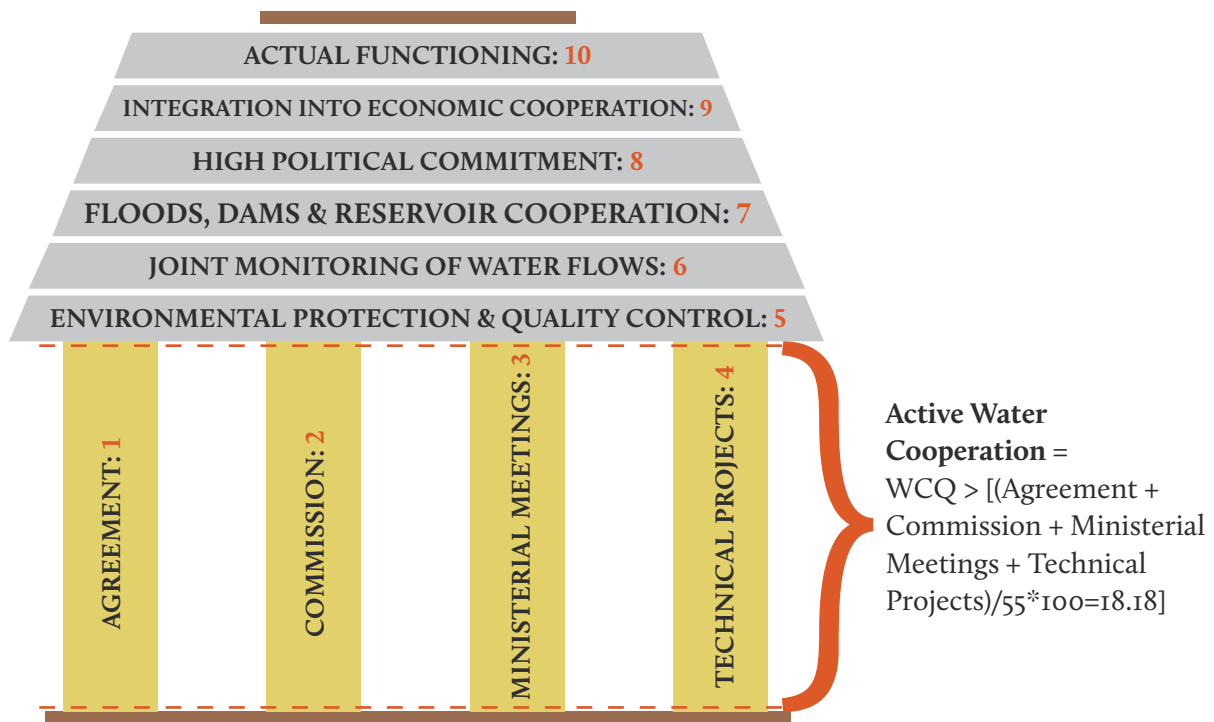 ACTUAL FUNCTIONING: 10
INTEGRATION INTO ECONOMIC COOPERATION: 9
HIGH POLITICAL COMMITMENT: 8
FLOODS, DAMS & RESERVOIR COOPERATION: 7
JOINT MONITORING OF WATER FLOWS: 6
ENVIRONMENTAL PROTECTION & QUALITY CONTROL: 5
AGREEMENT: 1
COMMISSION: 2
MINISTERIAL MEETINGS: 3
TECHNICAL PROJECTS: 4
Active Water
Cooperation =
WCQ > [(Agreement +
Commission + Ministerial
Meetings + Technical
Projects)/55*100=18.18]